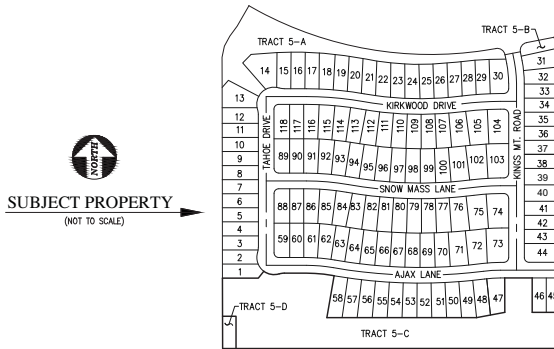 TRACT 5-A
TRACT 5-B
14 15 16 17 18 19 20 21 22 23 24 25 26 27 28 29 30
31
32
33
34
35
36
37
38
39
40
41
42
43
44
KIRKWOOD DRIVE
13
12
11
10
9
8
7
6
5
4
3
2
1
TAHOE DRIVE
KINGS MT. ROAD
118 117 116 115 114 113 112 111 110 109 108 107 106 105 104
89 90 91 92 93 94 95 96 97 98 99 100 101 102 103
SNOW MASS LANE
88 87 86 85 84 83 82 81 80 79 78 77 76 75 74
59 60 61 62 63 64 65 66 67 68 69 70 71 72 73
AJAX LANE
58 57 56 55 54 53 52 51 50 49 48 47
46 45
TRACT 5-D
TRACT 5-C
NORTH
SUBJECT PROPERTY
(NOT TO SCALE)